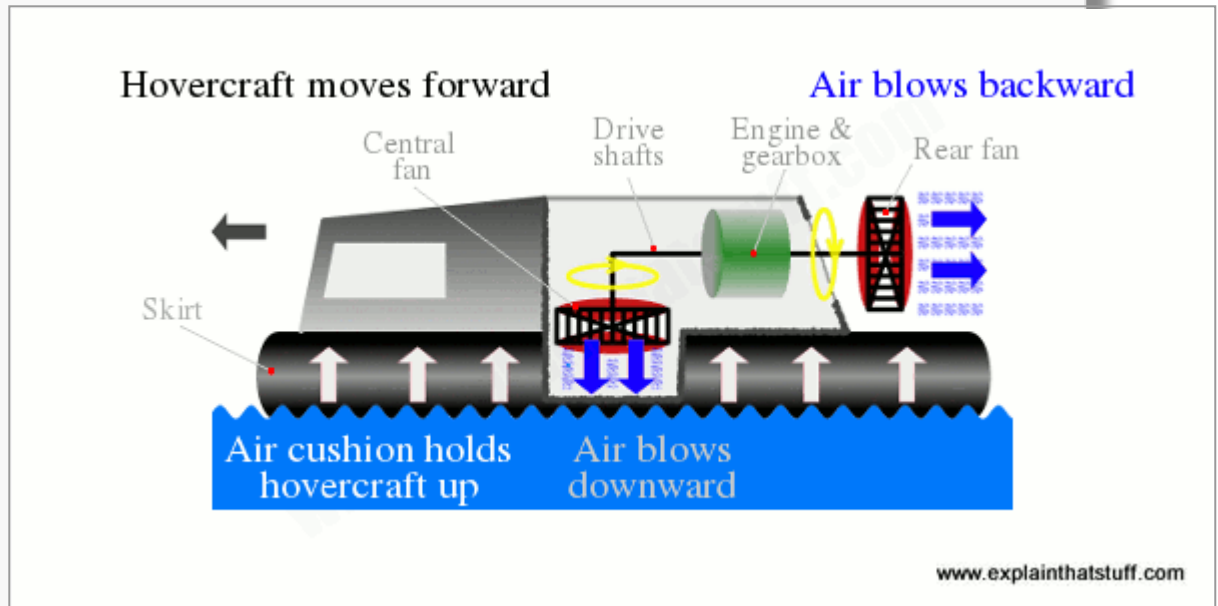 Hovercraft moves forward
Air blows backward
Central
fan
Drive
shafts
Engine &
gearbox
Rear fan
Skirt
Air cushion holds
hovercraft up
Air blows
downward
www.explainthatstuff.com